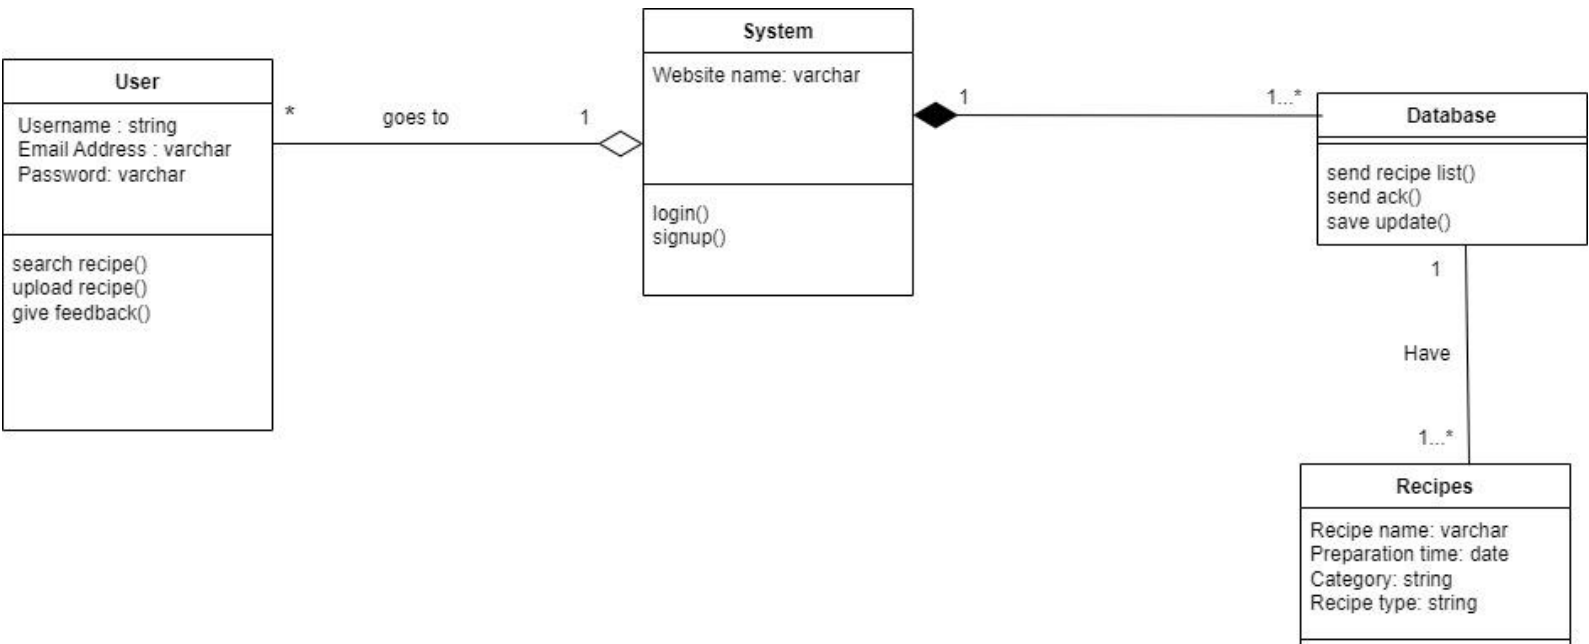 System
Website name: varchar
login()
signup()
User
Username : string
Email Address : varchar
Password: varchar
search recipe()
upload recipe()
give feedback()
*
goes to
1
1
1...*
Database
send recipe list()
send ack()
save update()
1
Have
1...*
Recipes
Recipe name: varchar
Preparation time: date
Category: string
Recipe type: string